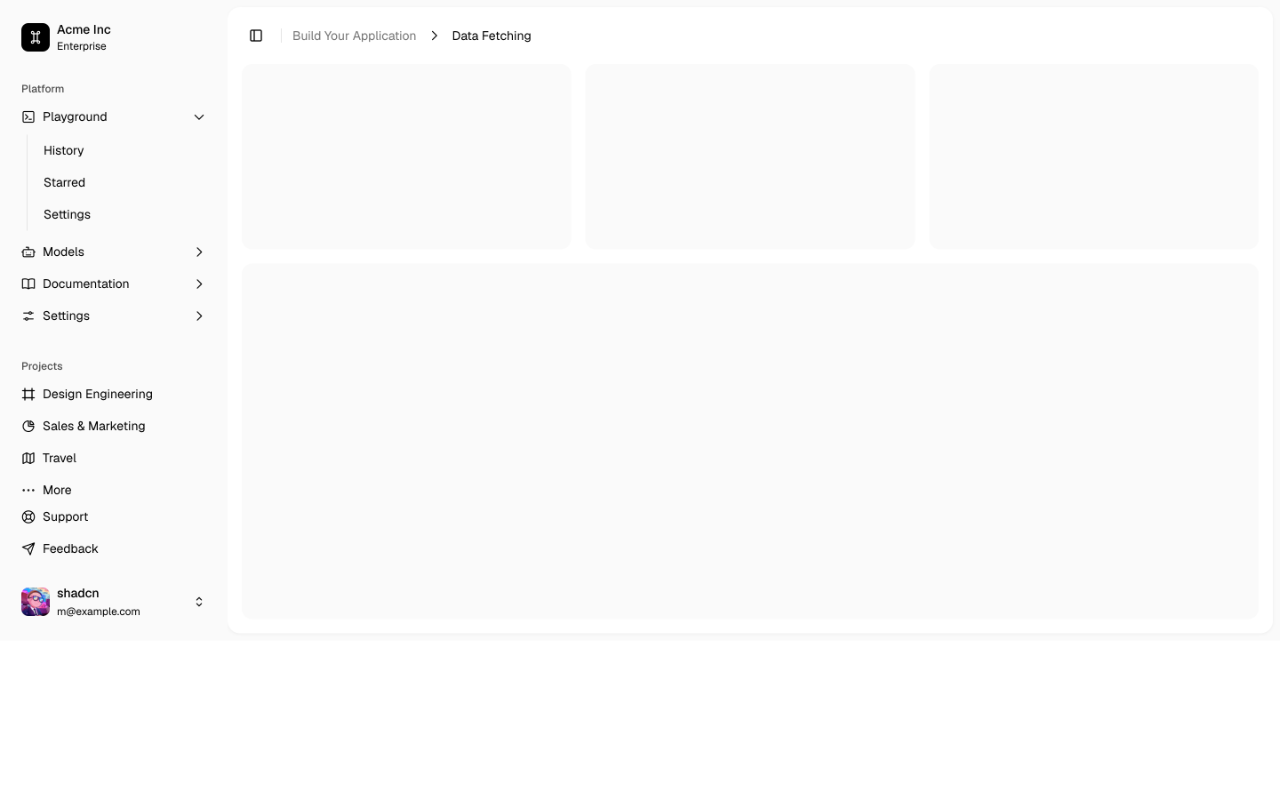 Acme Inc
Enterprise
Build Your Application
Data Fetching
Platform
Playground
History
Starred
Settings
Models
Documentation
Settings
Projects
Design Engineering
Sales & Marketing
Travel
More
Support
Feedback
shadcn
m@example.com